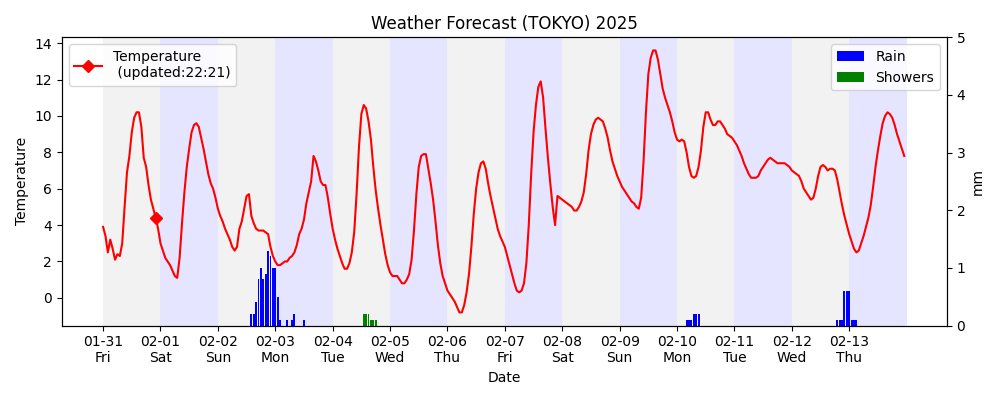 Weather Forecast (TOKYO) 2025
Temperature
(updated:22:21)
Rain
Showers
14
12
10
8
6
4
2
0
Temperature
5
4
3
2
1
0
mm
01-31 02-01 02-02 02-03 02-04 02-05 02-06 02-07 02-08 02-09 02-10 02-11 02-12 02-13
Fri Sat Sun Mon Tue Wed Thu Fri Sat Sun Mon Tue Wed Thu
Date